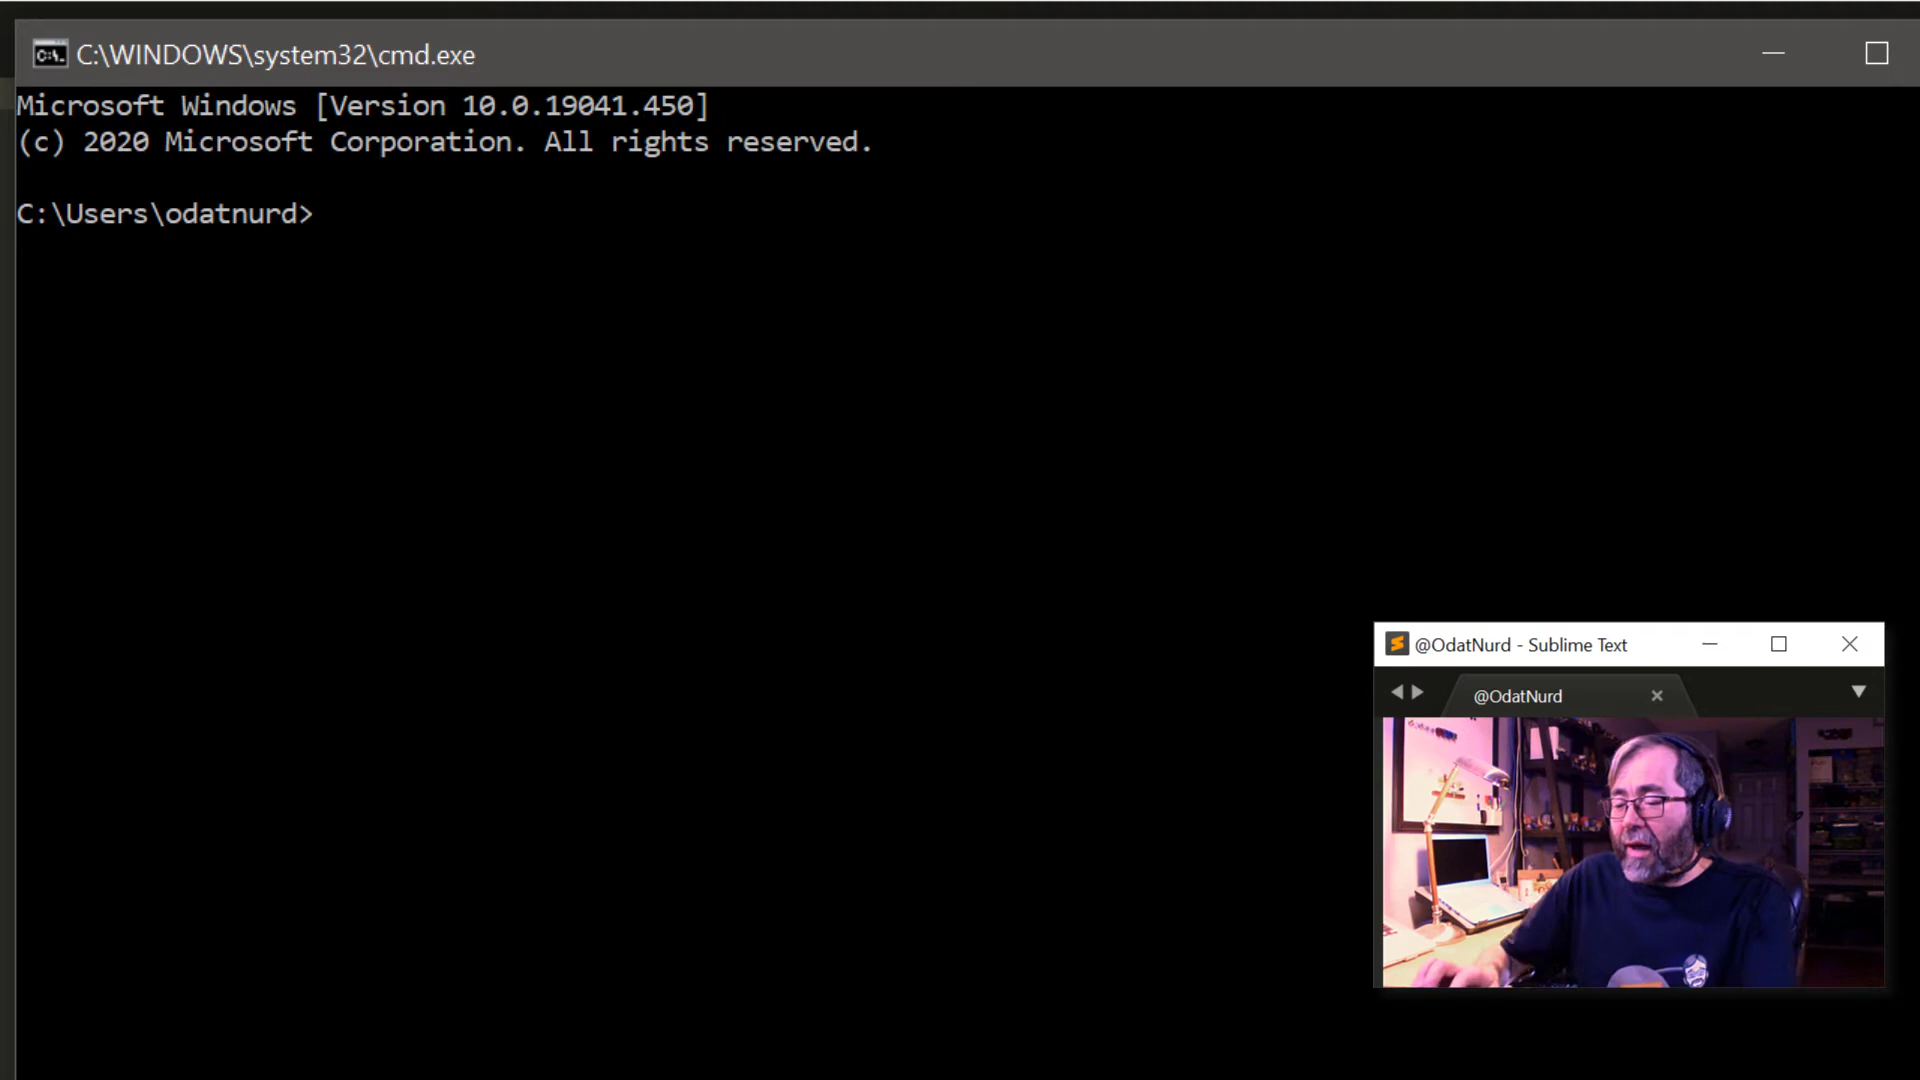 C:\WINDOWS\system32\cmd.exe
Microsoft Windows [Version 10.0.19041.450]
(c) 2020 Microsoft Corporation. All rights reserved.
C:\Users\odatnurd>
@OdatNurd - Sublime Text
@OdatNurd